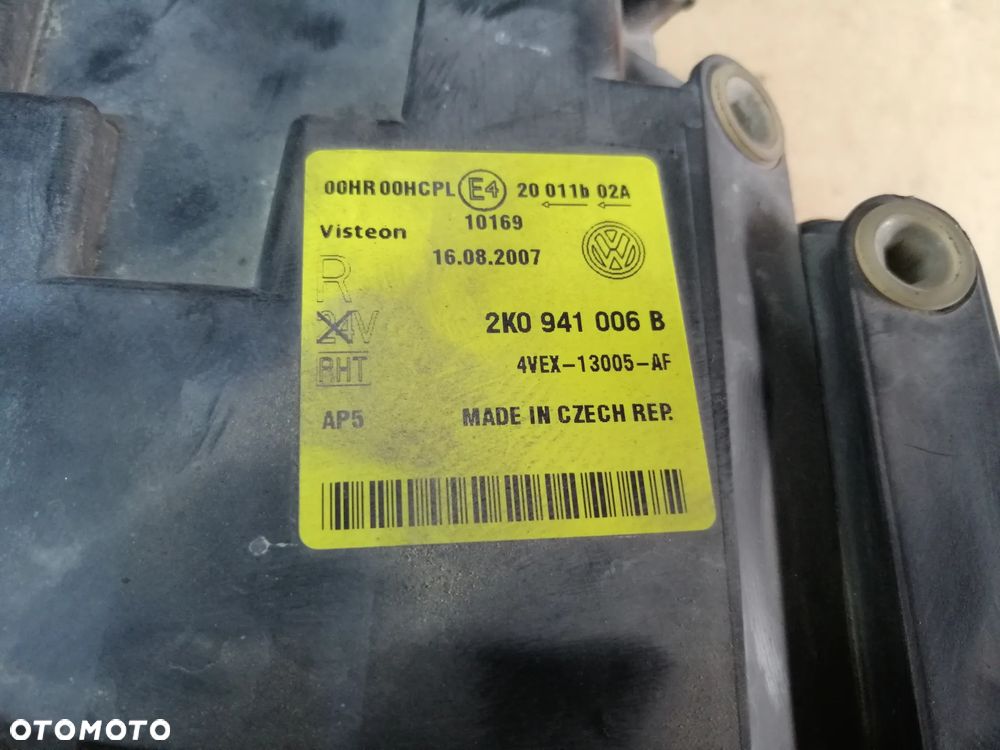 00HR 00HCPL E4 20 011b 02A
10169
Visteon
16.08.2007
R
24V
2K0 941 006 B
RHT
4VEX-13005-AF
AP5
MADE IN CZECH REP.
OTOMOTO